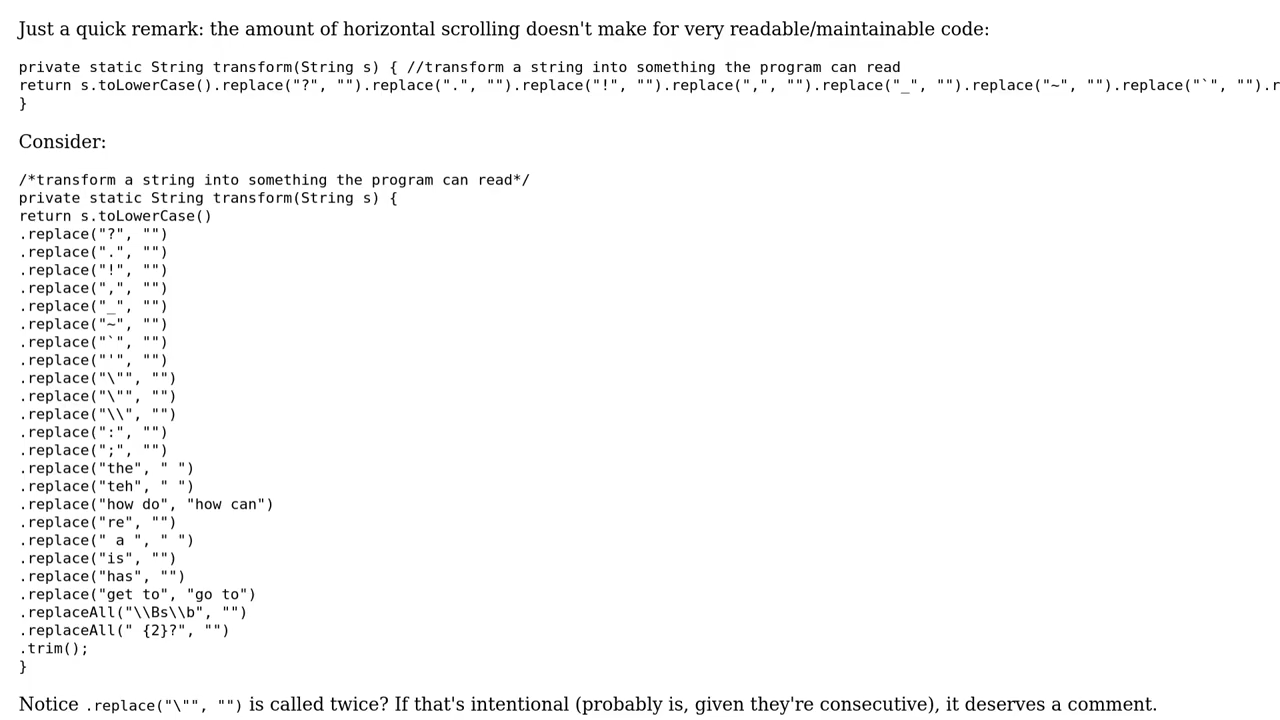 Just a quick remark: the amount of horizontal scrolling doesn't make for very readable/maintainable code:
private static String transform(String s) { //transform a string into something the program can read
return s.toLowerCase().replace("?", "").replace(".", "").replace("!", "").replace(",", "").replace("_", "").replace("~", "").replace("`", "").r
}
Consider:
/*transform a string into something the program can read*/
private static String transform(String s) {
return s.toLowerCase()
.replace("?", "")
.replace(".", "")
.replace("!", "")
.replace(",", "")
.replace("_", "")
.replace("~", "")
.replace("`", "")
.replace("'", "")
.replace("\"", "")
.replace("\"", "")
.replace("\\", "")
.replace(":", "")
.replace(";", "")
.replace("the", " ")
.replace("teh", " ")
.replace("how do", "how can")
.replace("re", "")
.replace(" a ", " ")
.replace("is", "")
.replace("has", "")
.replace("get to", "go to")
.replaceAll("\\Bs\\b", "")
.replaceAll(" {2}?", "")
.trim();
}
Notice .replace("\"", "") is called twice? If that's intentional (probably is, given they're consecutive), it deserves a comment.